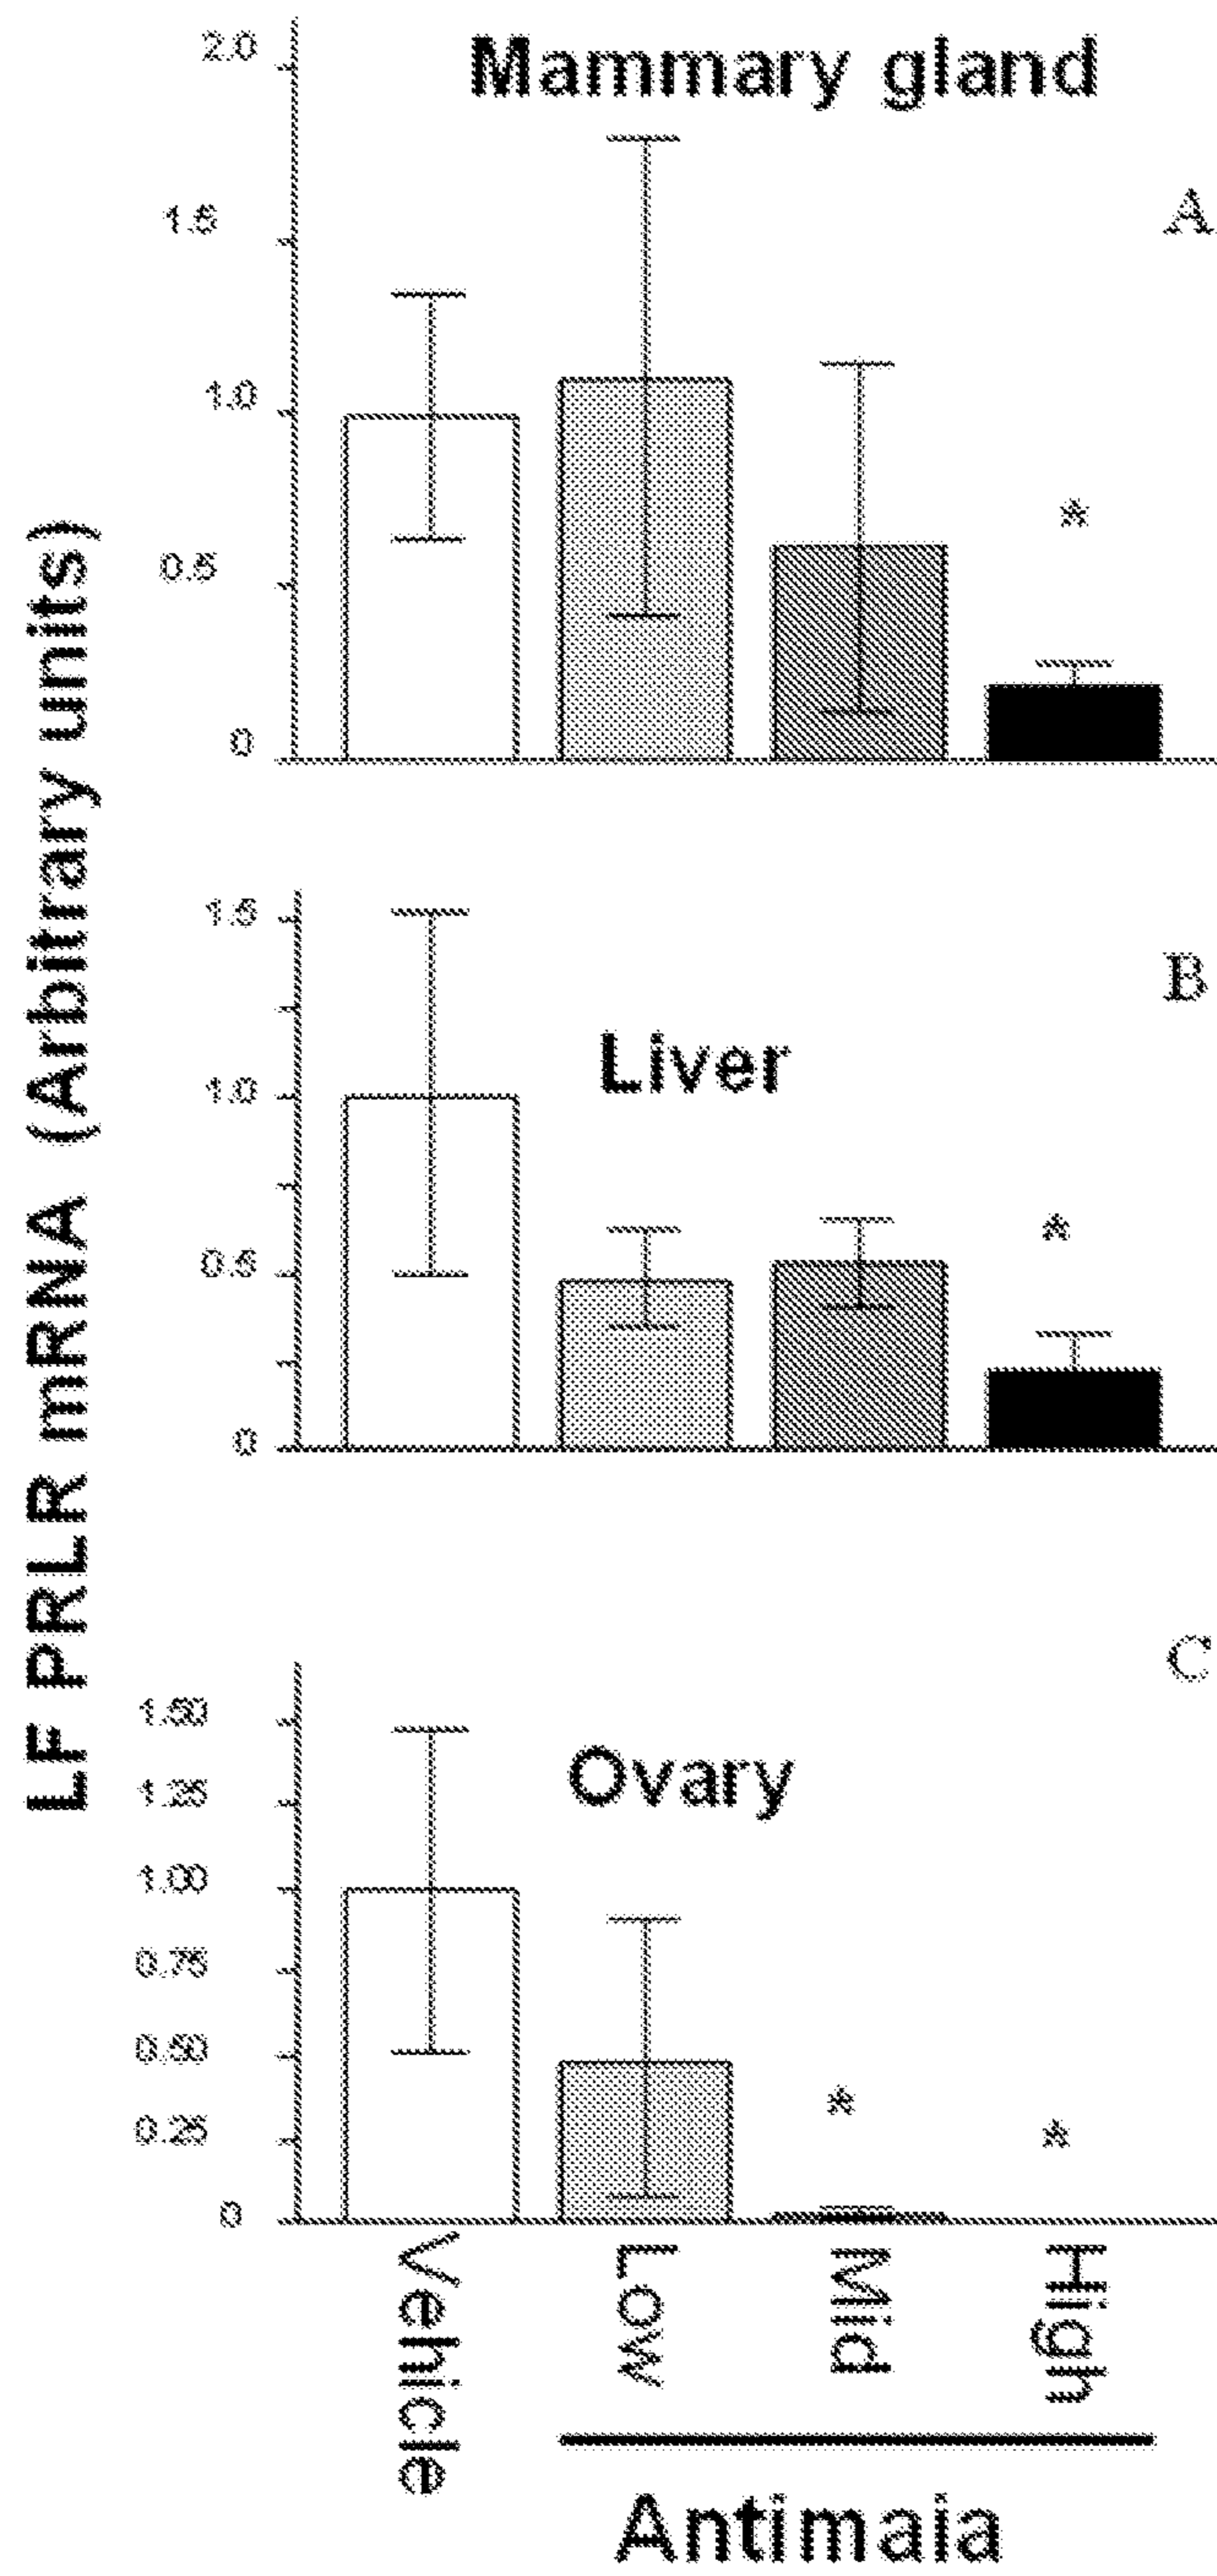 LF PRLR mRNA (Arbitrary units)
Mammary gland
A
2.0
1.5
1.0
0.5
0
*
B
Liver
1.5
1.0
0.5
0
*
C
Ovary
1.50
1.25
1.00
0.75
0.50
0.25
0
*
*
Vehicle
Low
Mid
High
Antimaia